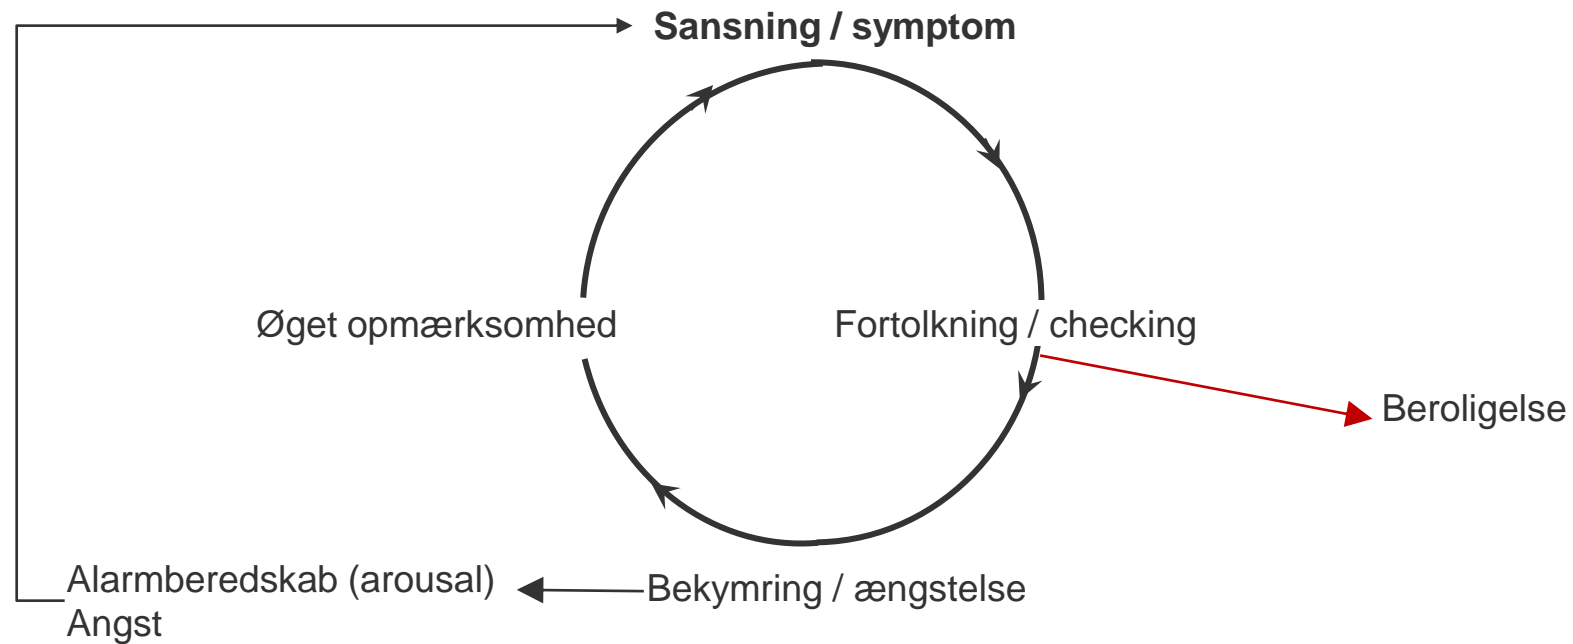 Sansning / symptom
Øget opmærksomhed
Fortolkning / checking
Beroligelse
Alarmberedskab (arousal)
Angst
Bekymring / ængstelse